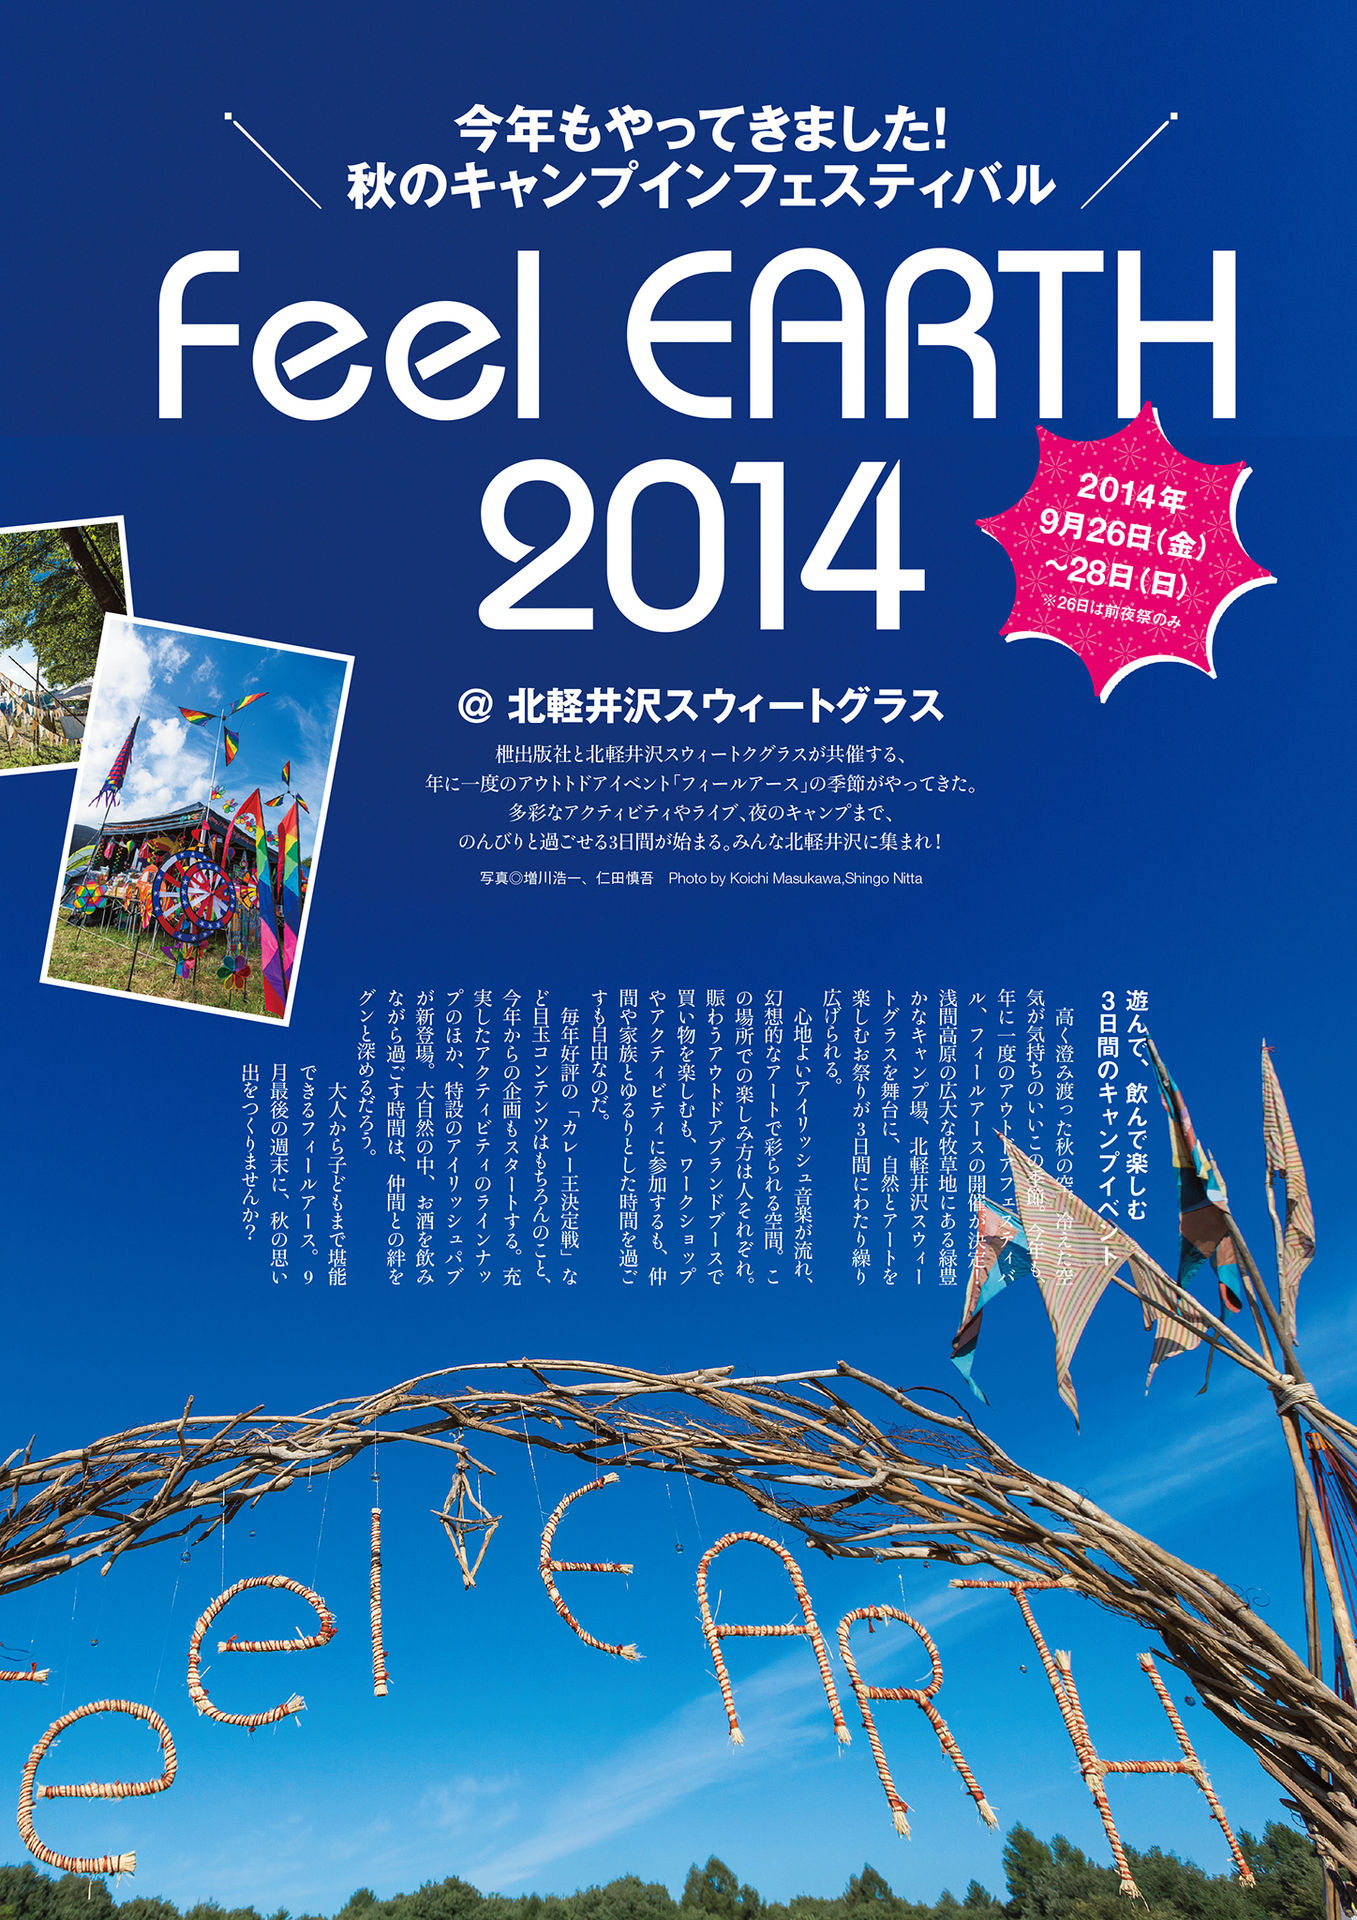 今年もやってきました!
秋のキャンプインフェスティバル
Feel EARTH
2014
2014年
9月26日(金)
~28日(日)
※26日は前夜祭のみ
@ 北軽井沢スウィートグラス
枻出版社と北軽井沢スウィートクグラスが共催する、
年に一度のアウトトドアイベント「フィールアース」の季節がやってきた。
多彩なアクティビティやライブ、夜のキャンプまで、
のんびりと過ごせる3日間が始まる。みんな北軽井沢に集まれ!
写真◎増川浩一、仁田慎吾 Photo by Koichi Masukawa,Shingo Nitta
遊んで、飲んで楽しむ
3日間のキャンプイベント
高く澄み渡った秋の空。冷えた空
気が気持ちのいいこの季節。今年も、
年に一度のアウトドアフェスティバ
ル、フィールアースの開催が決定!
浅間高原の広大な牧草地にある緑豊
かなキャンプ場、北軽井沢スウィー
トグラスを舞台に、自然とアートを
楽しむお祭りが3日間にわたり繰り
広げられる。
心地よいアイリッシュ音楽が流れ、
幻想的なアートで彩られる空間。こ
の場所での楽しみ方は人それぞれ。
賑わうアウトドアブランドブースで
買い物を楽しむも、ワークショップ
やアクティビティに参加するも、仲
間や家族とゆるりとした時間を過ご
すも自由なのだ。
毎年好評の「カレー王決定戦」な
ど目玉コンテンツはもちろんのこと、
今年からの企画もスタートする。充
実したアクティビティのラインナッ
プのほか、特設のアイリッシュパブ
が新登場。大自然の中、お酒を飲み
ながら過ごす時間は、仲間との絆を
グンと深めるだろう。
大人から子どもまで堪能
できるフィールアース。9
月最後の週末に、秋の思い
出をつくりませんか?
eel EARTH